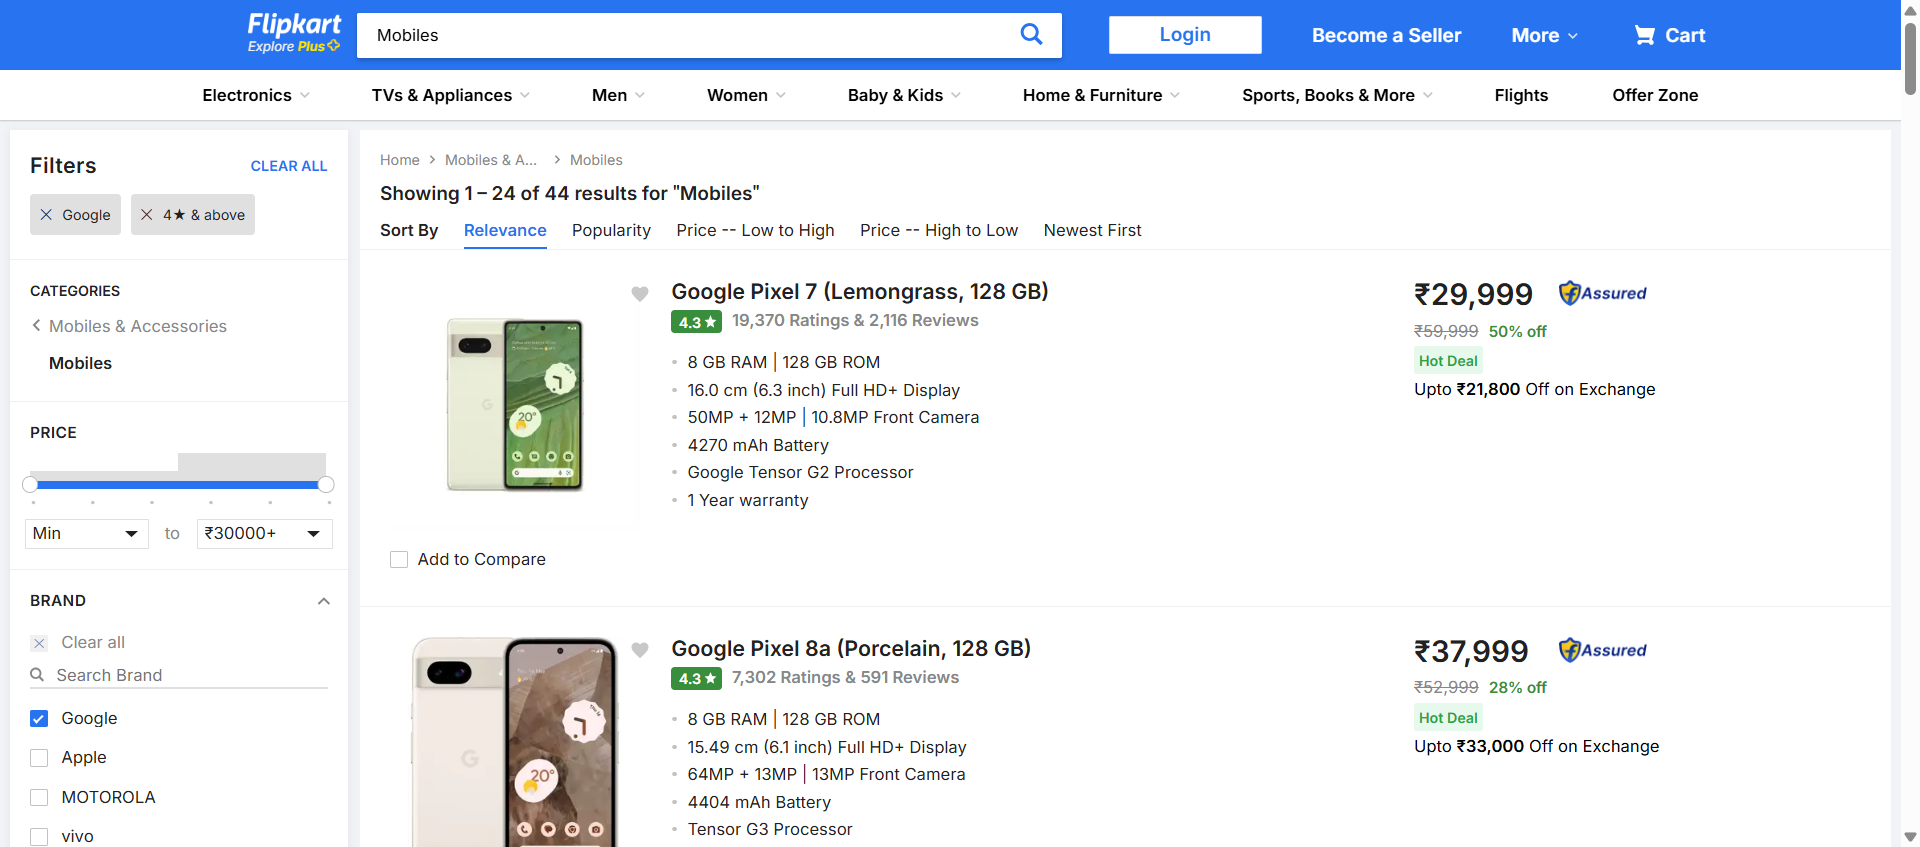 Flipkart
Explore Plus
Mobiles
Login
Become a Seller
More
Cart
Electronics
TVs & Appliances
Men
Women
Baby & Kids
Home & Furniture
Sports, Books & More
Flights
Offer Zone
Filters
CLEAR ALL
Google
4★ & above
CATEGORIES
Mobiles & Accessories
Mobiles
PRICE
Min
to
₹30000+
BRAND
Clear all
Search Brand
Google
Apple
MOTOROLA
vivo
Home
Mobiles & A...
Mobiles
Showing 1 – 24 of 44 results for "Mobiles"
Sort By
Relevance
Popularity
Price -- Low to High
Price -- High to Low
Newest First
Google Pixel 7 (Lemongrass, 128 GB)
4.3★
19,370 Ratings & 2,116 Reviews
8 GB RAM | 128 GB ROM
16.0 cm (6.3 inch) Full HD+ Display
50MP + 12MP | 10.8MP Front Camera
4270 mAh Battery
Google Tensor G2 Processor
1 Year warranty
₹29,999
Assured
₹59,999 50% off
Hot Deal
Upto ₹21,800 Off on Exchange
20°
Add to Compare
Google Pixel 8a (Porcelain, 128 GB)
4.3★
7,302 Ratings & 591 Reviews
8 GB RAM | 128 GB ROM
15.49 cm (6.1 inch) Full HD+ Display
64MP + 13MP | 13MP Front Camera
4404 mAh Battery
Tensor G3 Processor
₹37,999
Assured
₹52,999 28% off
Hot Deal
Upto ₹33,000 Off on Exchange
20°